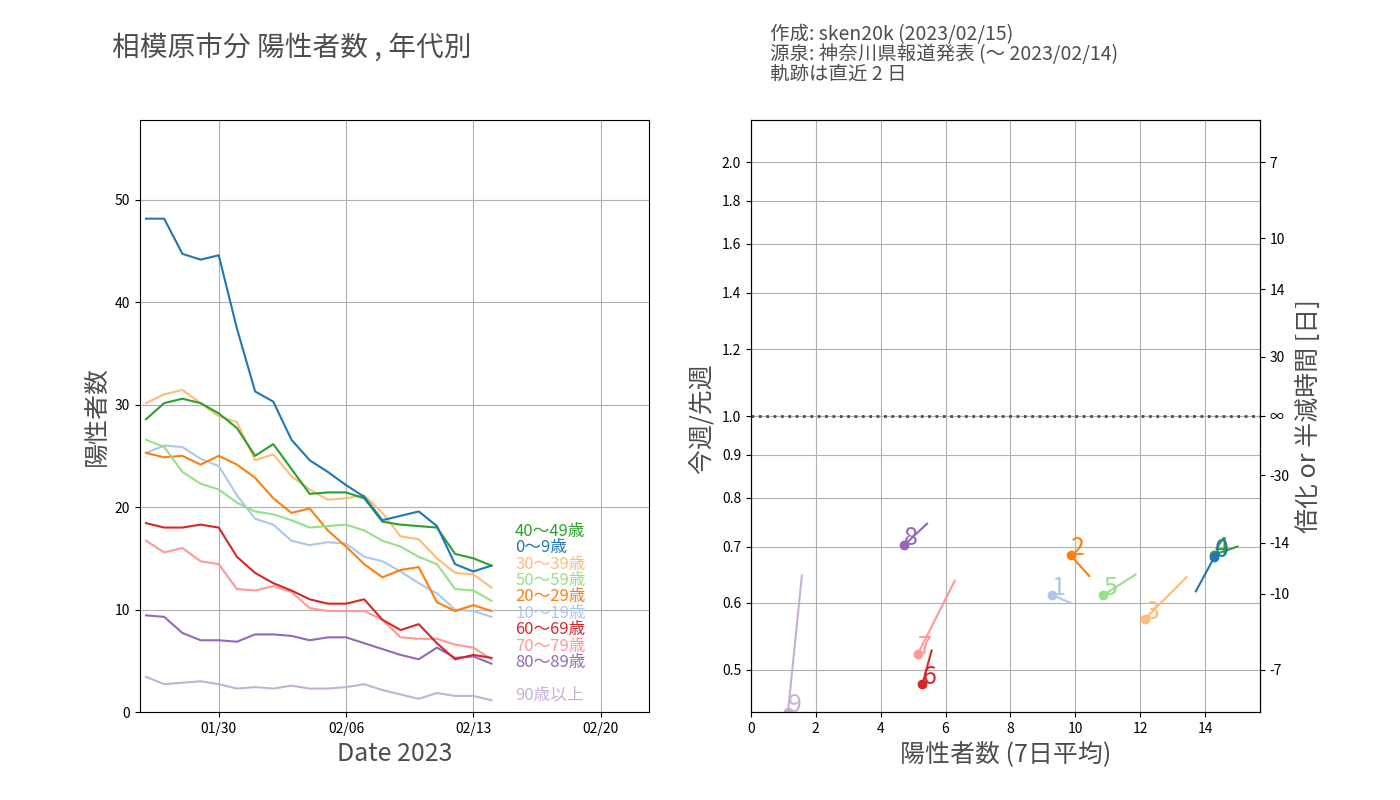 相模原市分 陽性者数 , 年代別
作成: sken20k (2023/02/15)
源泉: 神奈川県報道発表 (〜 2023/02/14)
軌跡は直近 2 日
陽性者数
50
40
30
20
10
0
01/30
02/06
02/13
02/20
Date 2023
40〜49歳
0〜9歳
30〜39歳
50〜59歳
20〜29歳
10〜19歳
60〜69歳
70〜79歳
80〜89歳
90歳以上
今週/先週
2.0
1.8
1.6
1.4
1.2
1.0
0.9
0.8
0.7
0.6
0.5
0
2
4
6
8
10
12
14
陽性者数 (7日平均)
7
10
14
30
∞
-30
-14
-10
-7
倍化 or 半減時間 [日]
8
2
4
0
1
5
3
7
6
9